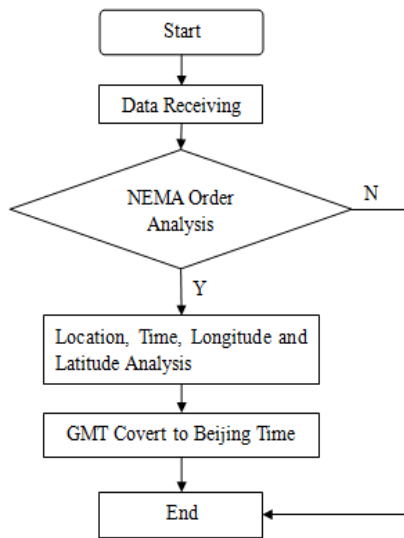 Start
Data Receiving
NEMA Order
Analysis
N
Y
Location, Time, Longitude and
Latitude Analysis
GMT Covert to Beijing Time
End